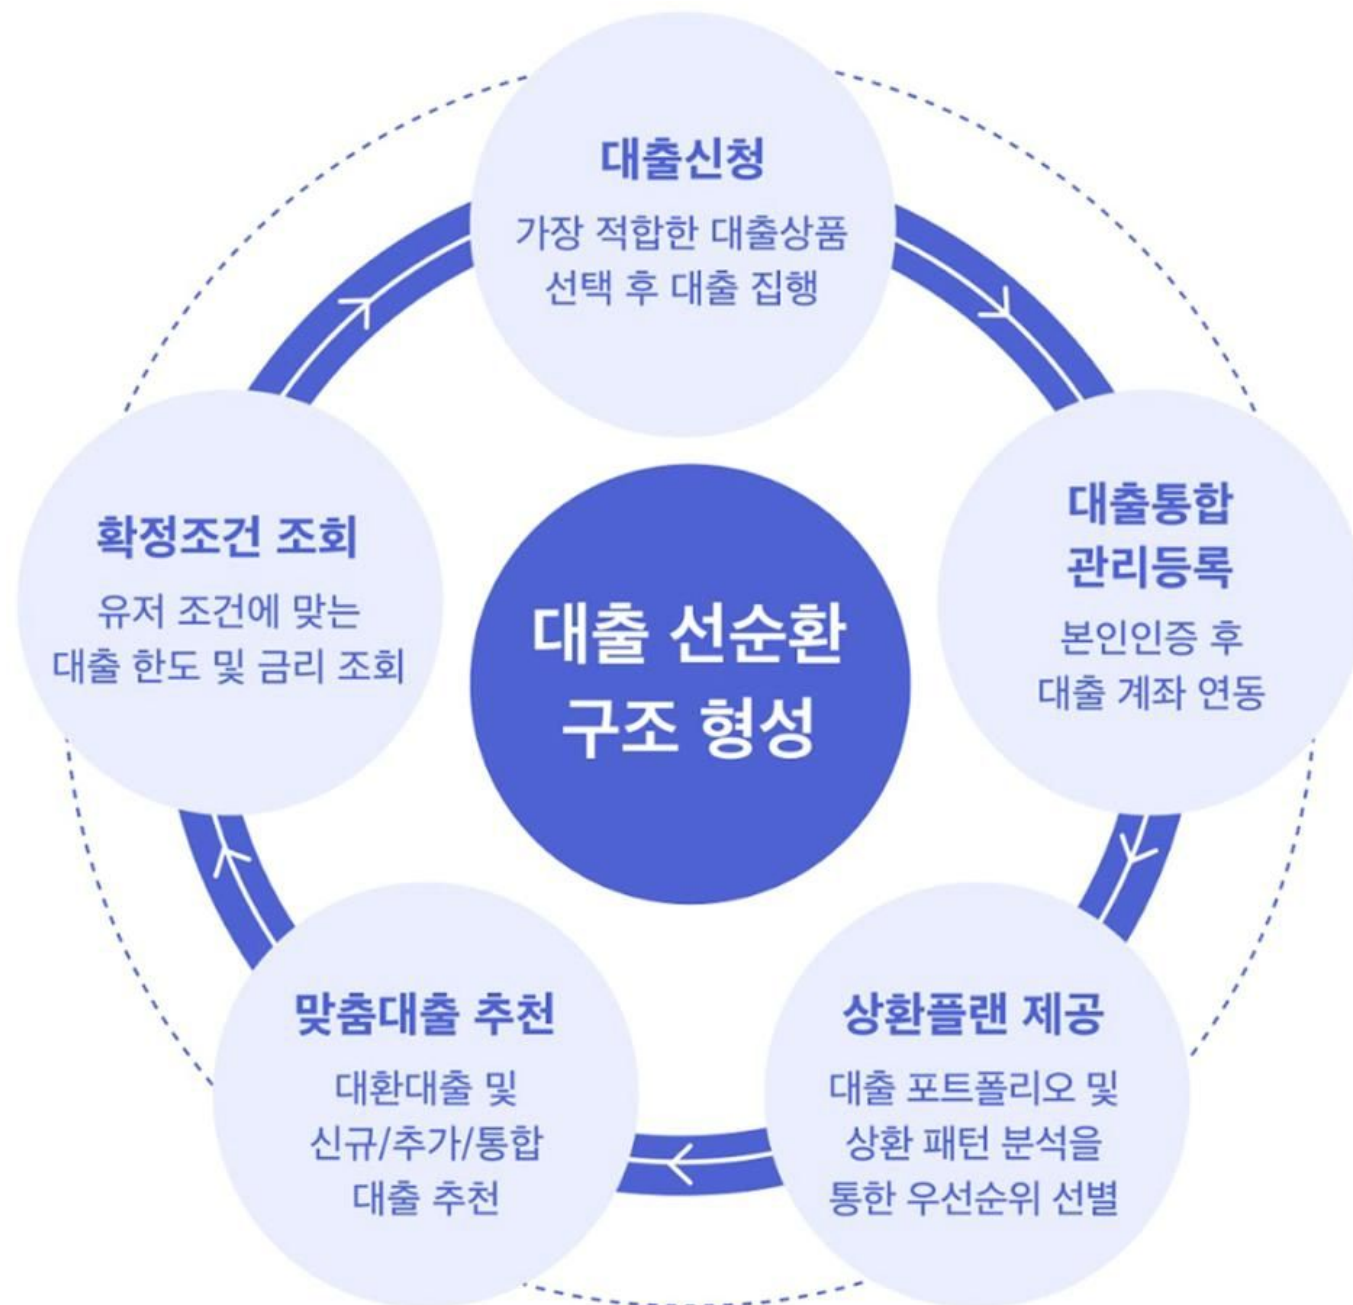 대출신청
가장 적합한 대출상품
선택 후 대출 집행
대출통합
관리등록
본인인증 후
대출 계좌 연동
상환플랜 제공
대출 포트폴리오 및
상환 패턴 분석을
통한 우선순위 선별
맞춤대출 추천
대환대출 및
신규/추가/통합
대출 추천
확정조건 조회
유저 조건에 맞는
대출 한도 및 금리 조회
대출 선순환
구조 형성